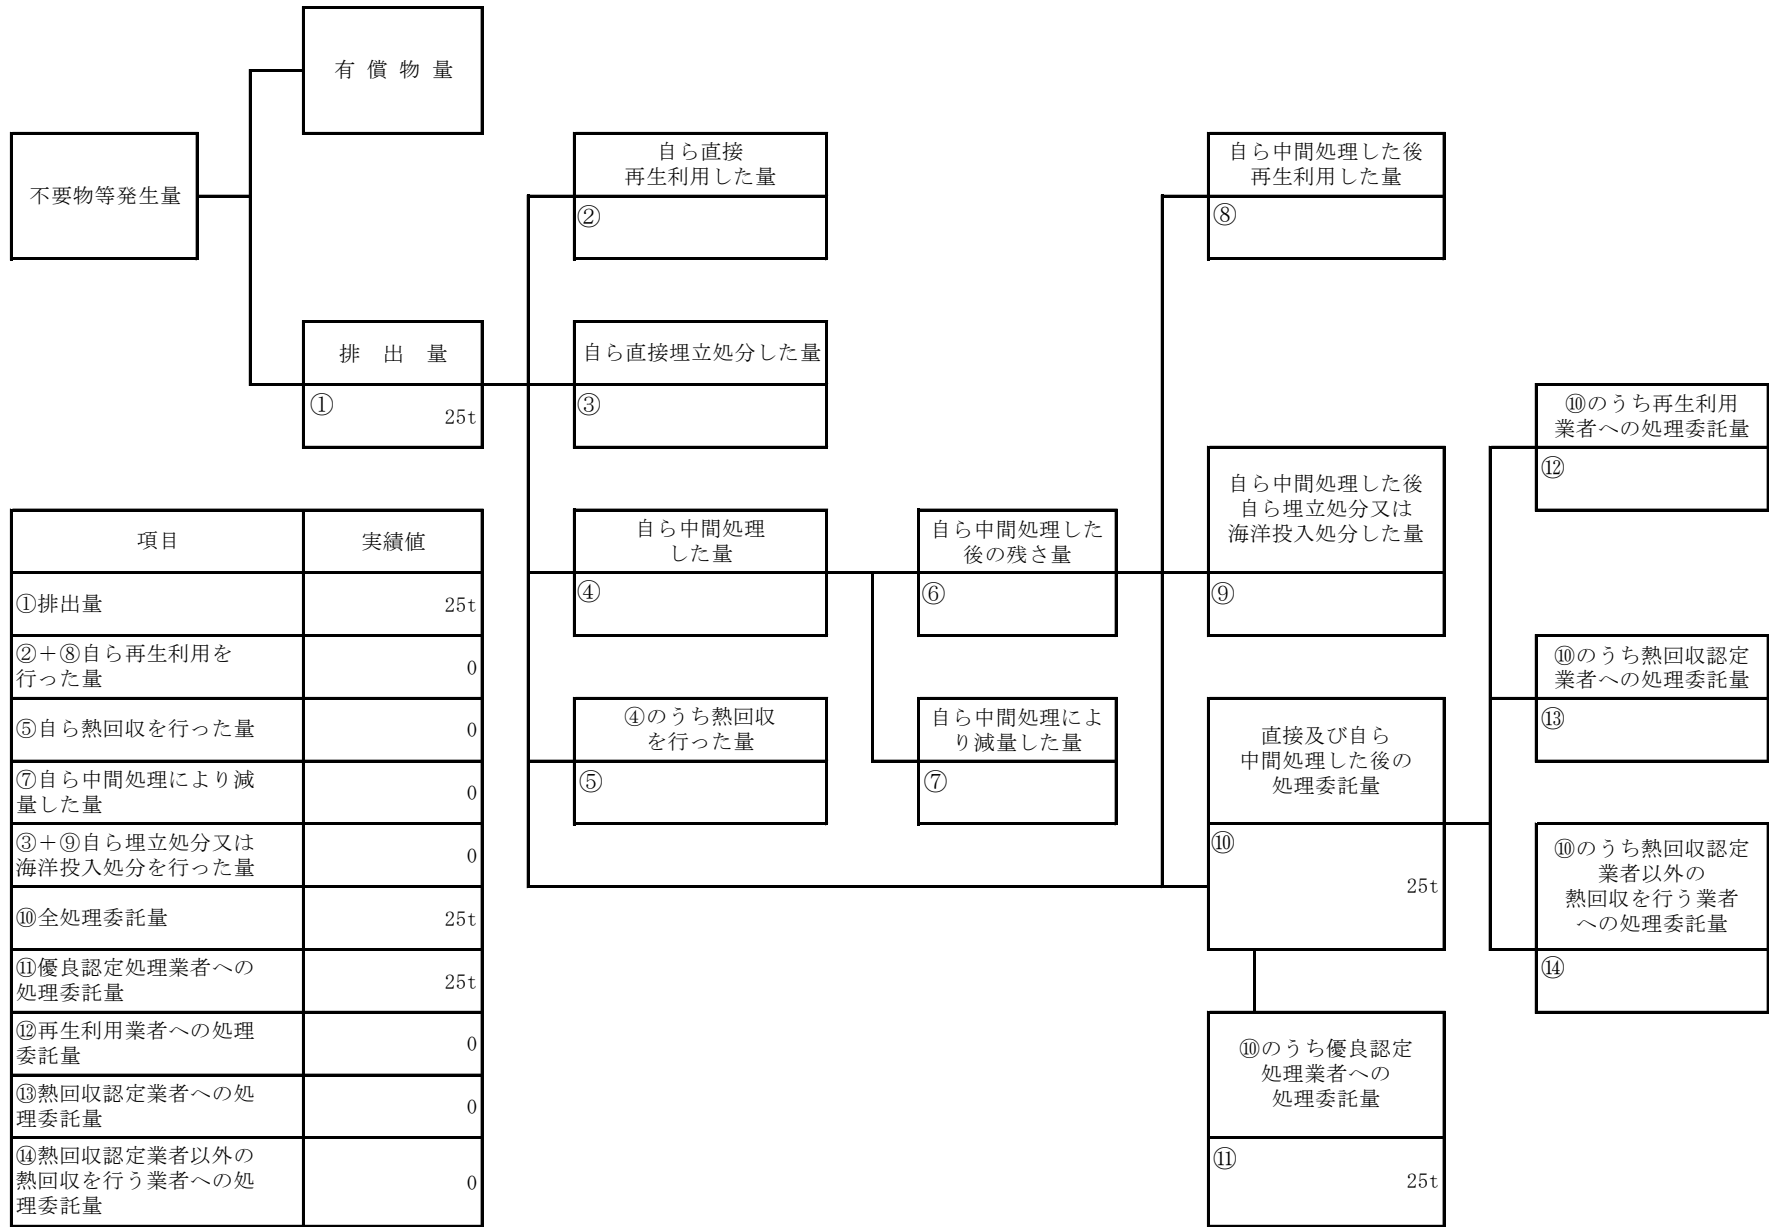 有償物量
不要物等発生量
自ら直接
再生利用した量
②
自ら中間処理した後
再生利用した量
⑧
排出量
①
25t
自ら直接埋立処分した量
③
⑩のうち再生利用
業者への処理委託量
⑫
自ら中間処理
した量
④
自ら中間処理した
後の残さ量
⑥
自ら中間処理した後
自ら埋立処分又は
海洋投入処分した量
⑨
⑩のうち熱回収認定
業者への処理委託量
⑬
④のうち熱回収
を行った量
⑤
自ら中間処理によ
り減量した量
⑦
直接及び自ら
中間処理した後の
処理委託量
⑩
25t
⑩のうち熱回収認定
業者以外の
熱回収を行う業者
への処理委託量
⑭
⑩のうち優良認定
処理業者への
処理委託量
⑪
25t
項目 実績値
①排出量 25t
②＋⑧自ら再生利用を
行った量 0
⑤自ら熱回収を行った量 0
⑦自ら中間処理により減
量した量 0
③＋⑨自ら埋立処分又は
海洋投入処分を行った量 0
⑩全処理委託量 25t
⑪優良認定処理業者への
処理委託量 25t
⑫再生利用業者への処理
委託量 0
⑬熱回収認定業者への処
理委託量 0
⑭熱回収認定業者以外の
熱回収を行う業者への処 0
理委託量